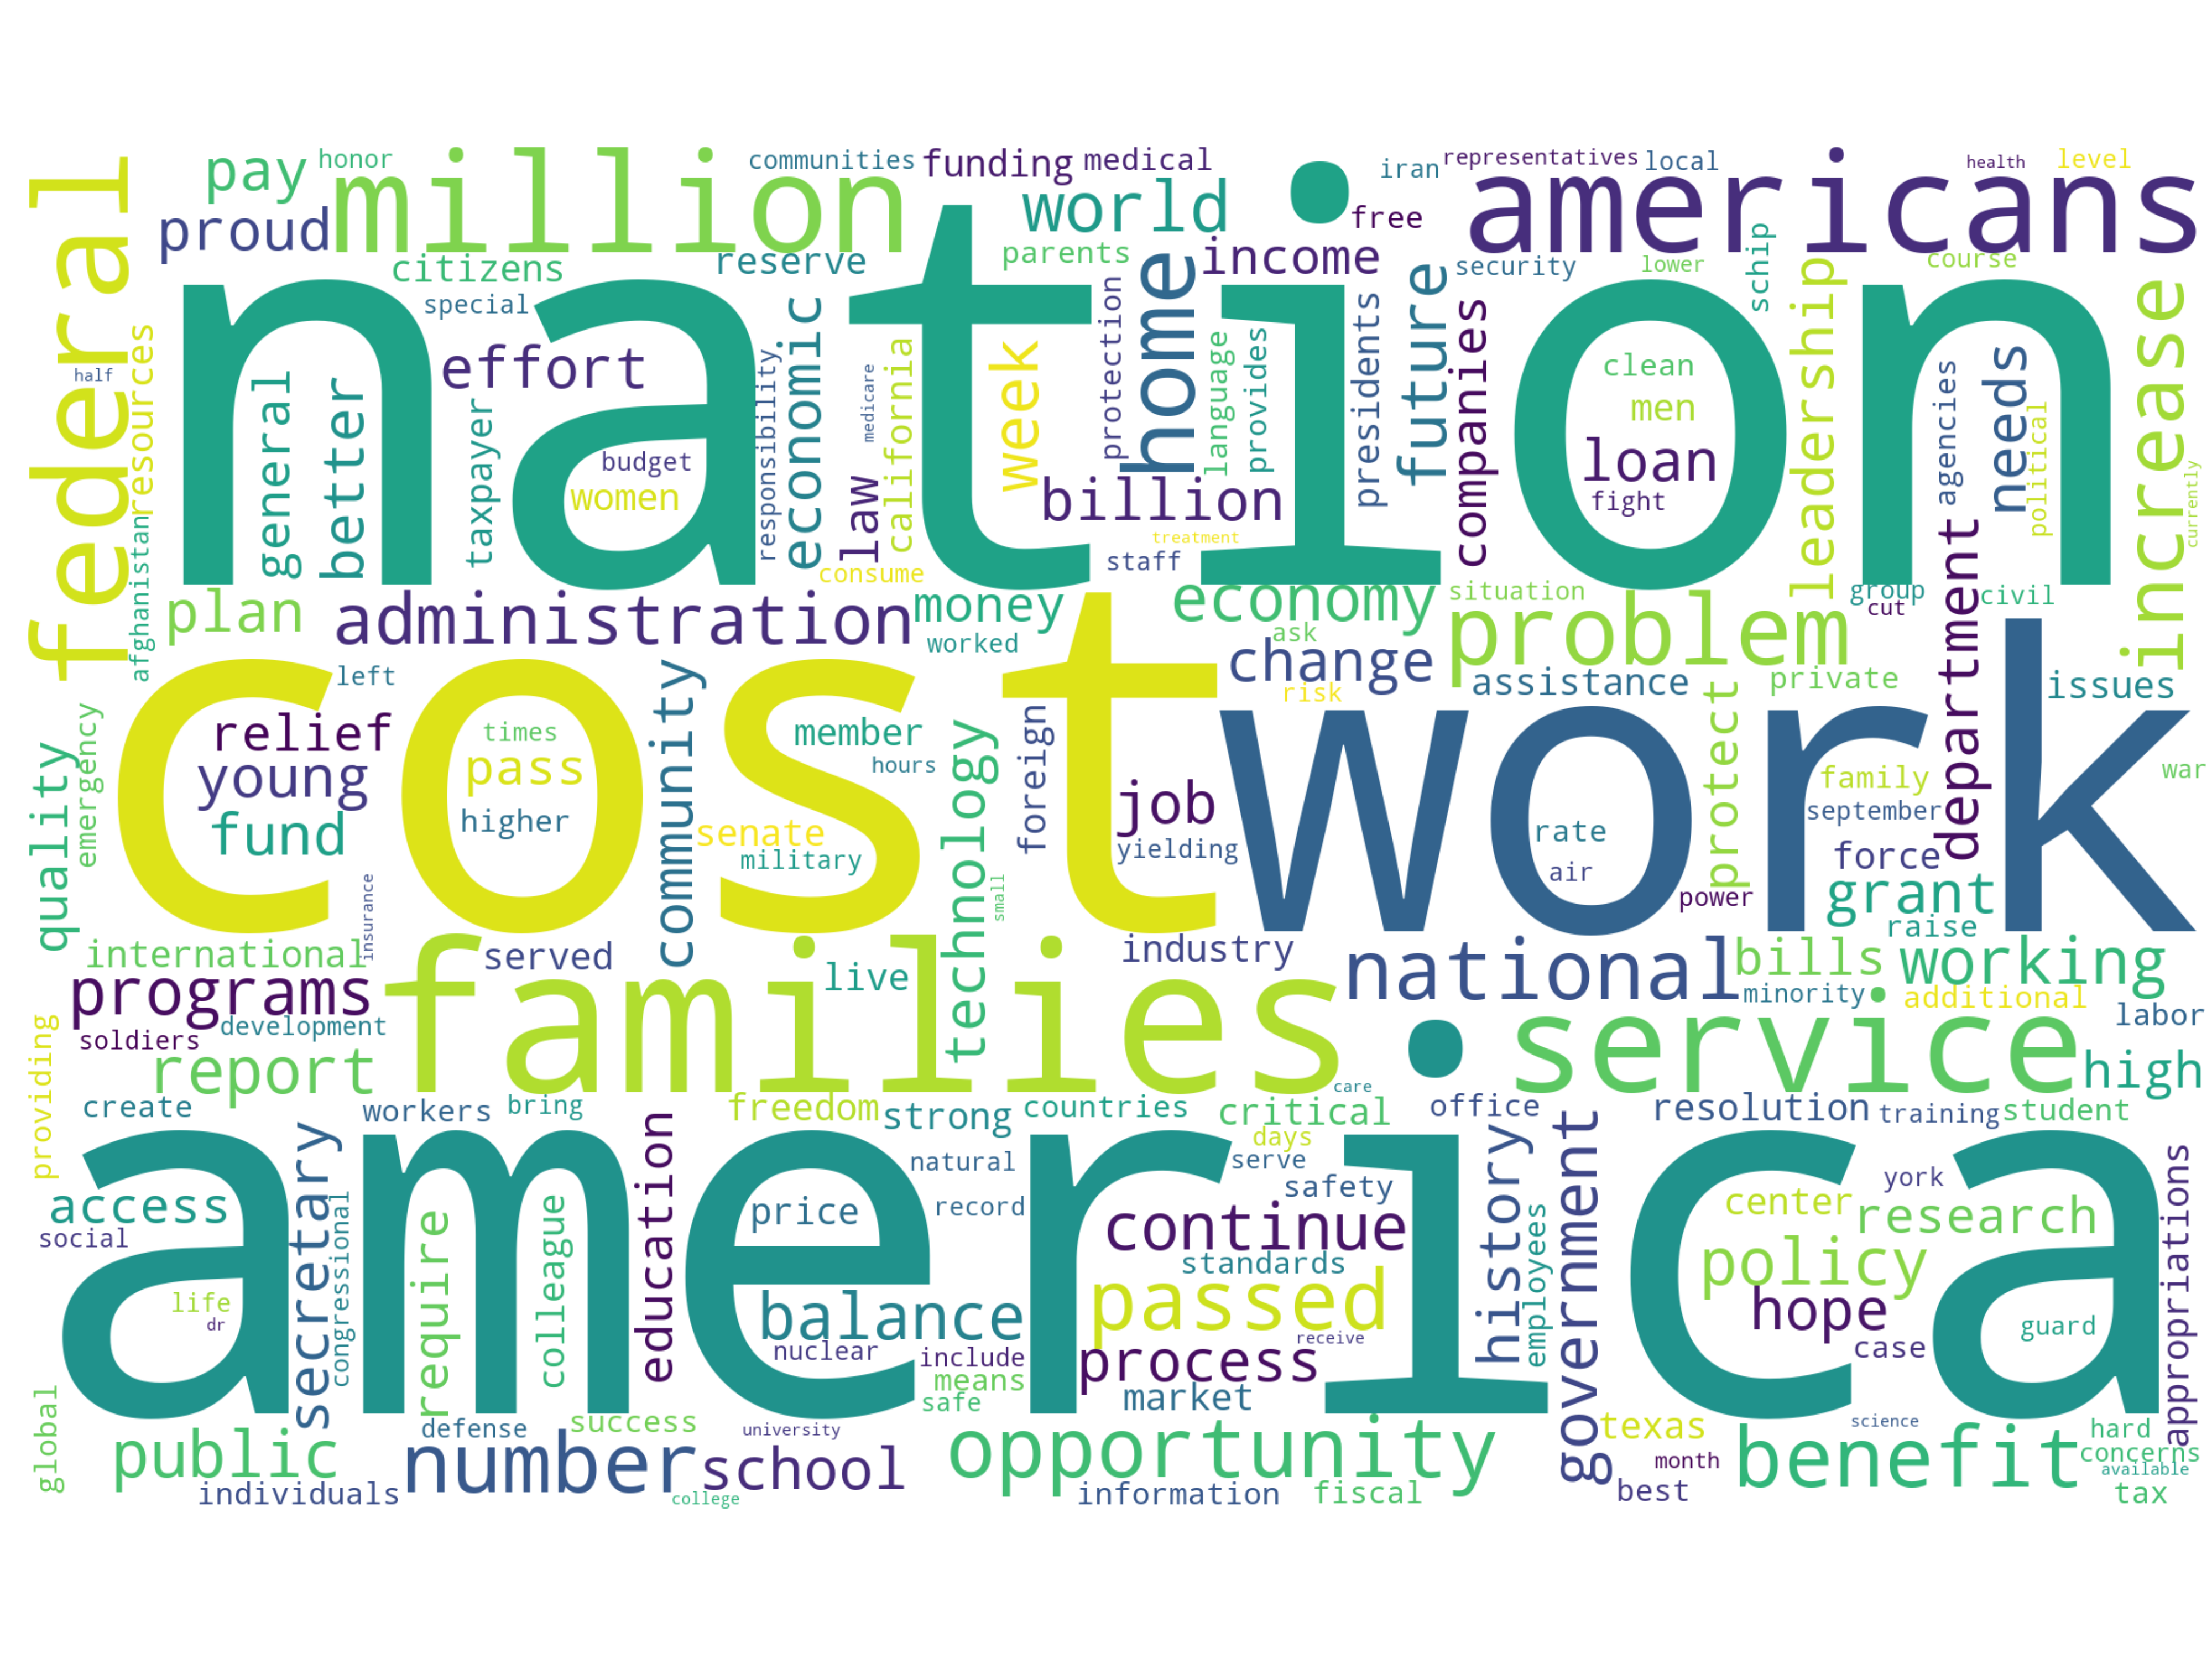 pay honor million communities funding medical iran representatives local americans health level
proud world free
federal citizens reserve parents income security lower schip course
special home
nation
half resources effort economic medicare california week protection language provides presidents future companies clean leadership agencies needs political increase currently
general better taxpayer responsibility men
budget loan
women law billion fight
afghanistan treatment
consume staff
plan administration money economy situation problem group cut civil department
worked ask
left community change assistance private issues
risk
cost
work
relief times member technology foreign protect family war
quality emergency young pass hours job september
fund higher senate yielding rate force
military air
insurance small power grant
raise
international served live industry national bills working
programs families minority additional
soldiers development service labor
providing report high
create workers bring freedom strong countries care critical office resolution training student
america
days
secretary congressional require colleague education natural serve history employees government york appropriations
access price record safety center research
social continue
standards policy
life balance passed hope guard
dr nuclear include receive case
means process
safe market
global public defense success university opportunity texas science benefit hard
number school month concerns
available
individuals college information fiscal best tax